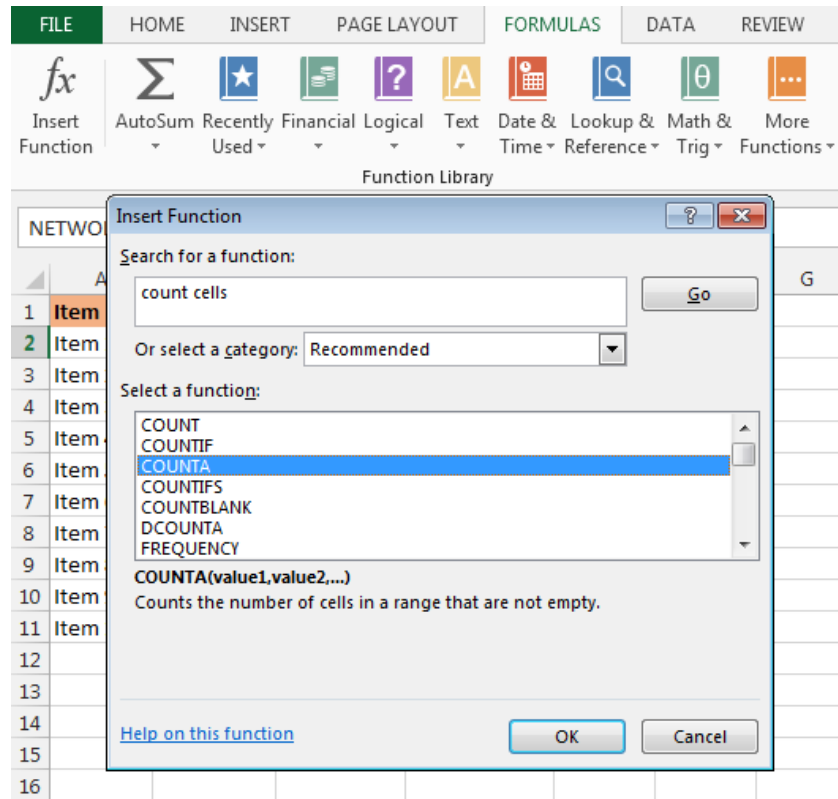 FILE HOME INSERT PAGE LAYOUT FORMULAS DATA REVIEW
fx
Insert Function
AutoSum
Recently Used
Financial
Logical
Text
Date & Time
Lookup & Reference
Math & Trig
More Functions
Function Library
NETWO
Insert Function
Search for a function:
count cells
Go
Or select a category: Recommended
Select a function:
COUNT
COUNTIF
COUNTA
COUNTIFS
COUNTBLANK
DCOUNTA
FREQUENCY
COUNTA(value1,value2,...)
Counts the number of cells in a range that are not empty.
Help on this function
OK
Cancel
A G
1 Item
2 Item
3 Item
4 Item
5 Item
6 Item
7 Item
8 Item
9 Item
10 Item
11 Item
12
13
14
15
16